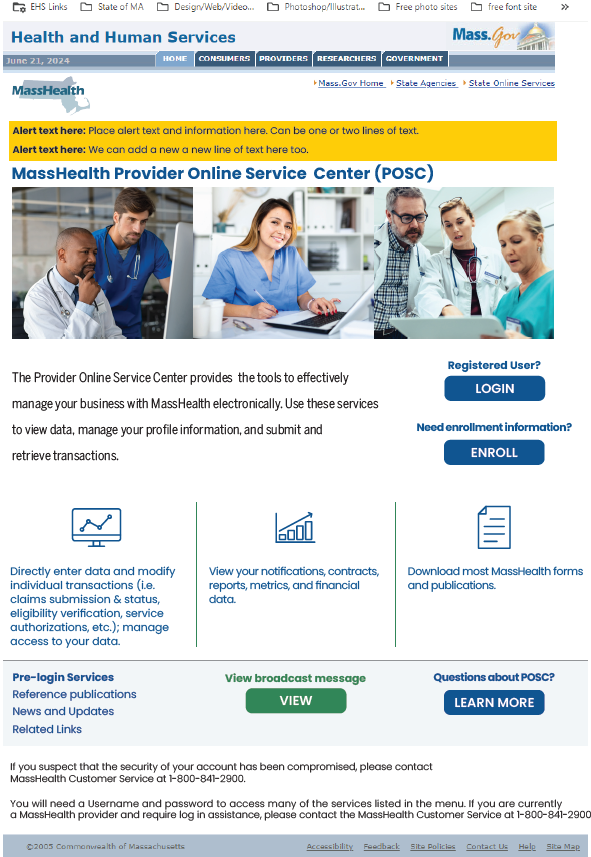 EHS Links State of MA Design/Web/Video... Photoshop/Illustrat... Free photo sites free font site »
Health and Human Services
Mass.Gov
June 21, 2024 HOME CONSUMERS PROVIDERS RESEARCHERS GOVERNMENT
MassHealth
Mass.Gov Home State Agencies State Online Services
Alert text here: Place alert text and information here. Can be one or two lines of text.
Alert text here: We can add a new a new line of text here too.
MassHealth Provider Online Service Center (POSC)
The Provider Online Service Center provides the tools to effectively
manage your business with MassHealth electronically. Use these services
to view data, manage your profile information, and submit and
retrieve transactions.
Registered User?
LOGIN
Need enrollment information?
ENROLL
Directly enter data and modify
individual transactions (i.e.
claims submission & status,
eligibility verification, service
authorizations, etc.); manage
access to your data.
View your notifications, contracts,
reports, metrics, and financial
data.
Download most MassHealth forms
and publications.
Pre-login Services
Reference publications
News and Updates
Related Links
View broadcast message
VIEW
Questions about POSC?
LEARN MORE
If you suspect that the security of your account has been compromised, please contact
MassHealth Customer Service at 1-800-841-2900.
You will need a Username and password to access many of the services listed in the menu. If you are currently
a MassHealth provider and require log in assistance, please contact the MassHealth Customer Service at 1-800-841-2900
©2005 Commonwealth of Massachusetts Accessibility Feedback Site Policies Contact Us Help Site Map